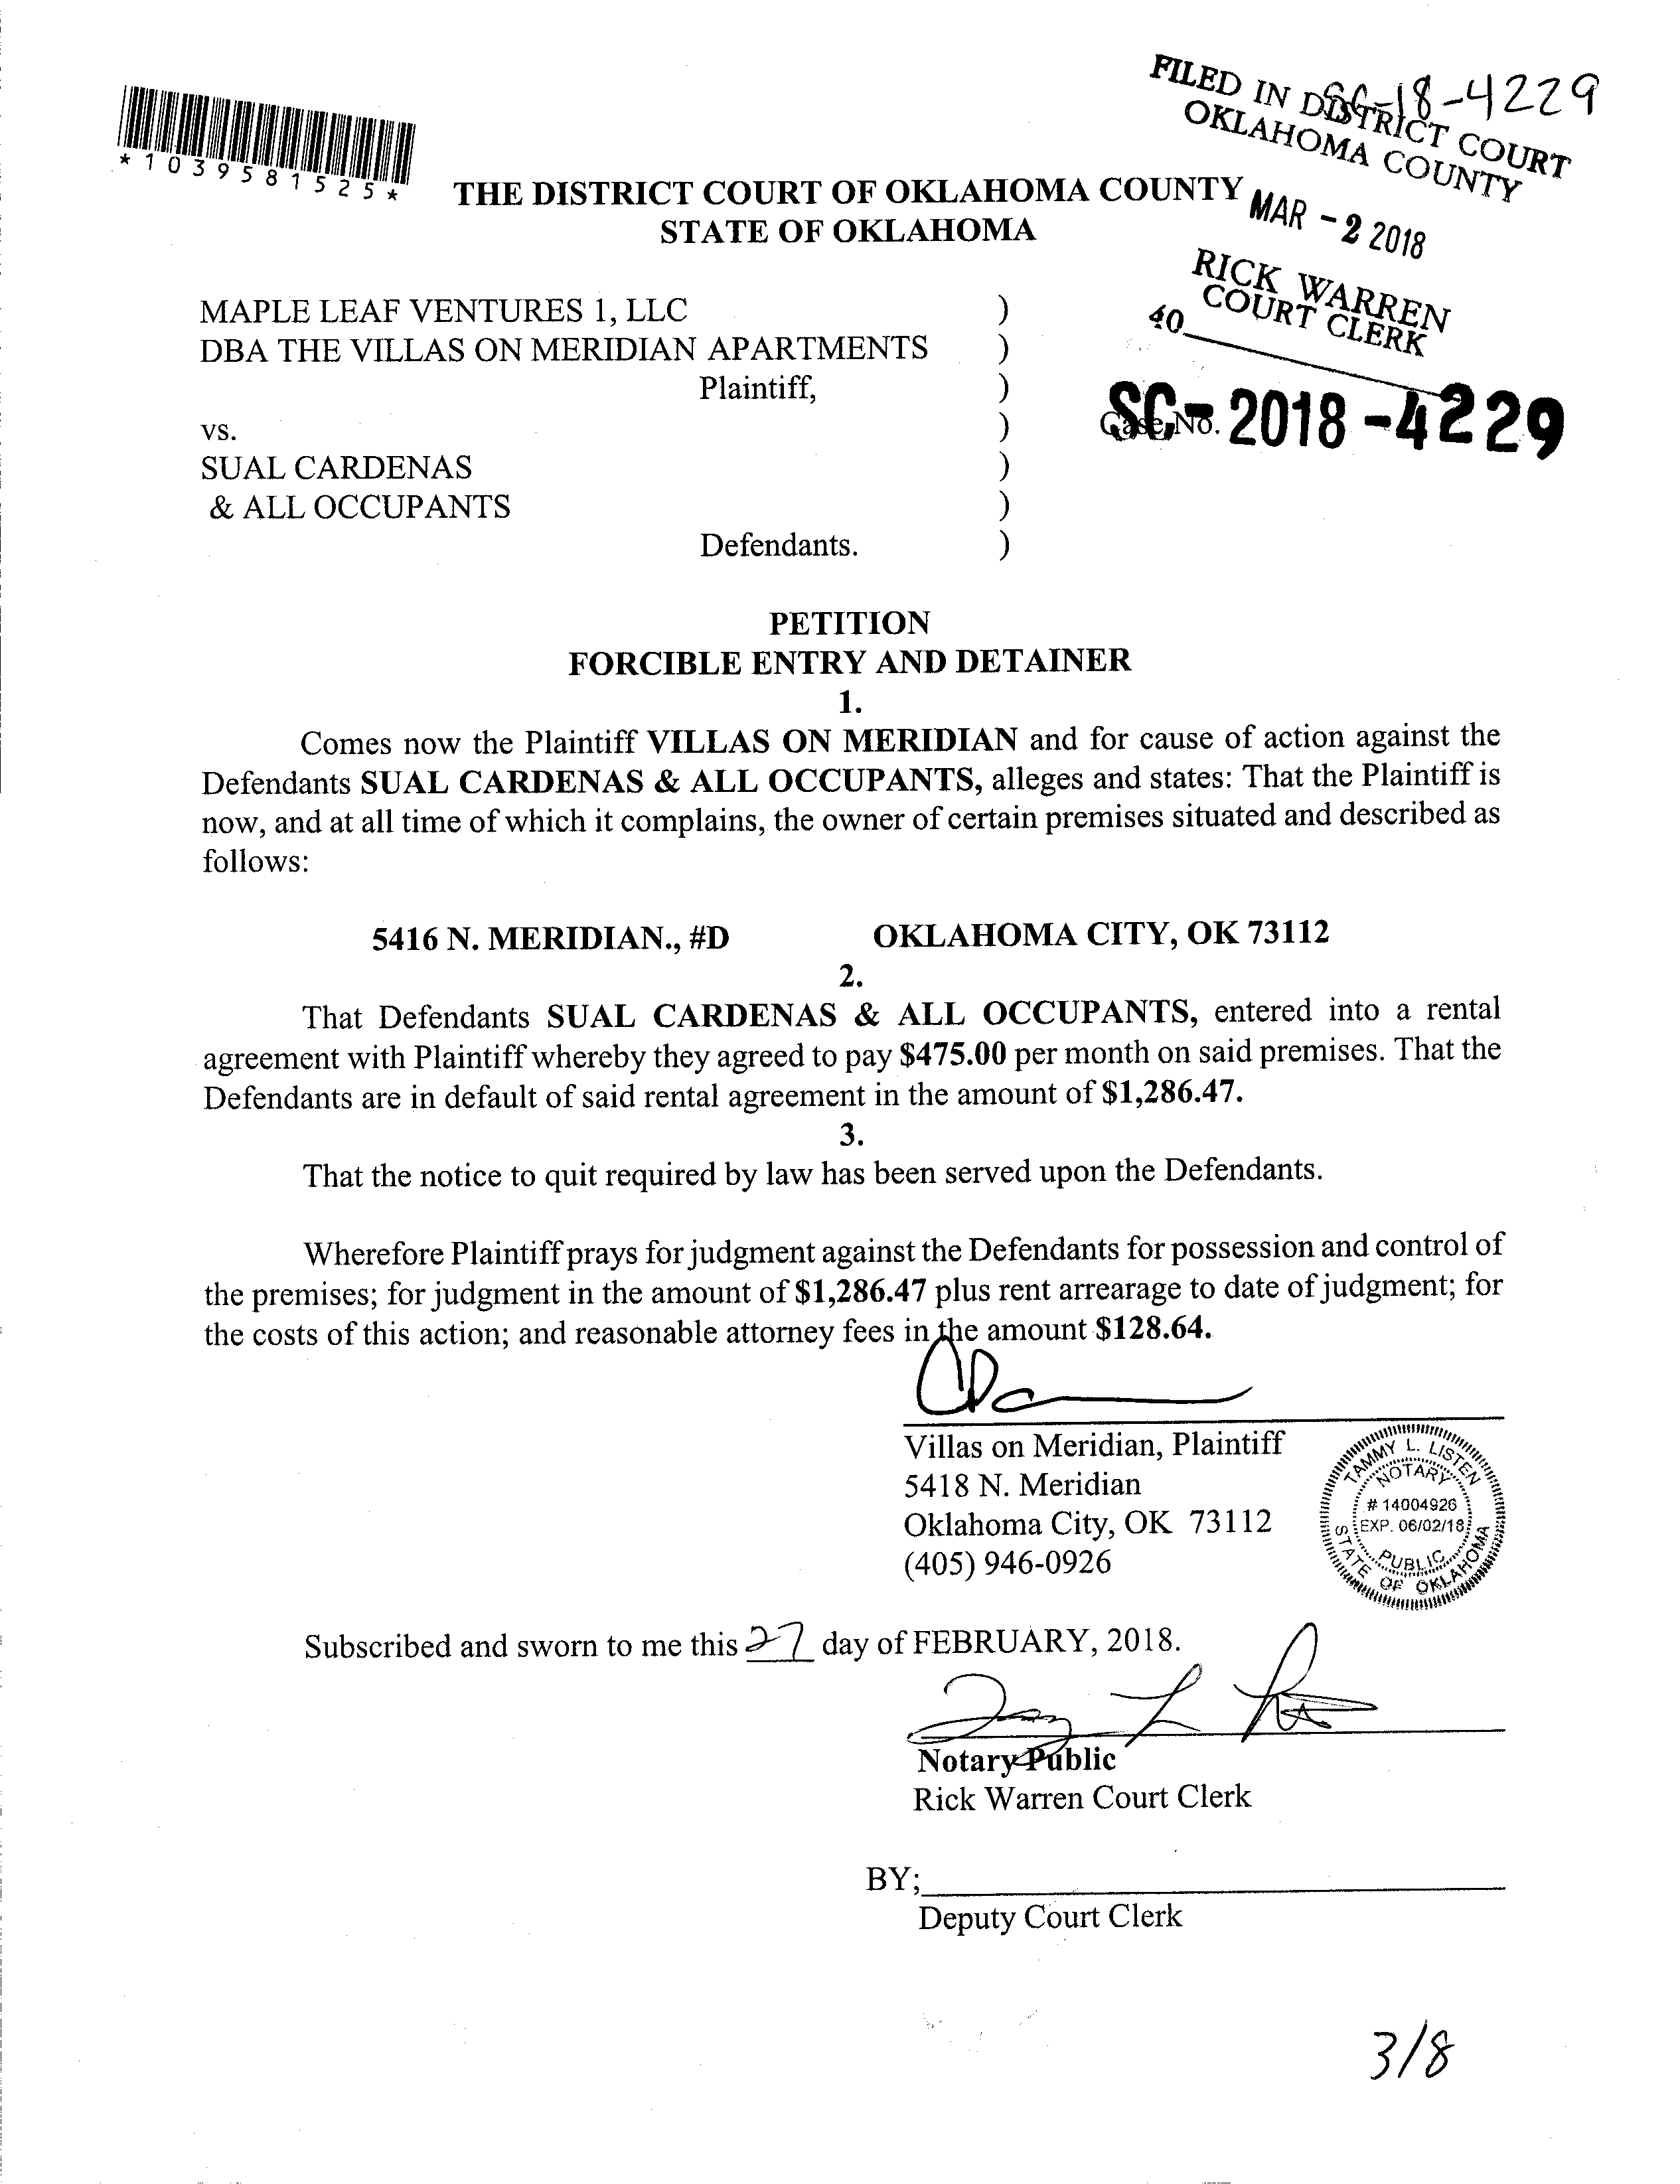 *1039581525*
SC-18-4229
FILED IN DISTRICT COURT
OKLAHOMA COUNTY
MAR - 2 2018
RICK WARREN
COURT CLERK
40
THE DISTRICT COURT OF OKLAHOMA COUNTY
STATE OF OKLAHOMA
MAPLE LEAF VENTURES 1, LLC )
DBA THE VILLAS ON MERIDIAN APARTMENTS )
Plaintiff, )
Case No. SC-2018-4229
vs. )
SUAL CARDENAS )
& ALL OCCUPANTS )
Defendants. )
PETITION
FORCIBLE ENTRY AND DETAINER
1.
Comes now the Plaintiff VILLAS ON MERIDIAN and for cause of action against the
Defendants SUAL CARDENAS & ALL OCCUPANTS, alleges and states: That the Plaintiff is
now, and at all time of which it complains, the owner of certain premises situated and described as
follows:
5416 N. MERIDIAN., #D OKLAHOMA CITY, OK 73112
2.
That Defendants SUAL CARDENAS & ALL OCCUPANTS, entered into a rental
agreement with Plaintiff whereby they agreed to pay $475.00 per month on said premises. That the
Defendants are in default of said rental agreement in the amount of $1,286.47.
3.
That the notice to quit required by law has been served upon the Defendants.
Wherefore Plaintiff prays for judgment against the Defendants for possession and control of
the premises; for judgment in the amount of $1,286.47 plus rent arrearage to date of judgment; for
the costs of this action; and reasonable attorney fees in the amount $128.64.
Villas on Meridian, Plaintiff
5418 N. Meridian
Oklahoma City, OK 73112
(405) 946-0926
TAMMY L. LISTEN
NOTARY
# 14004926
EXP. 06/02/18
PUBLIC
STATE OF OKLAHOMA
Subscribed and sworn to me this 27 day of FEBRUARY, 2018.
Notary Public
Rick Warren Court Clerk
BY;
Deputy Court Clerk
3/8